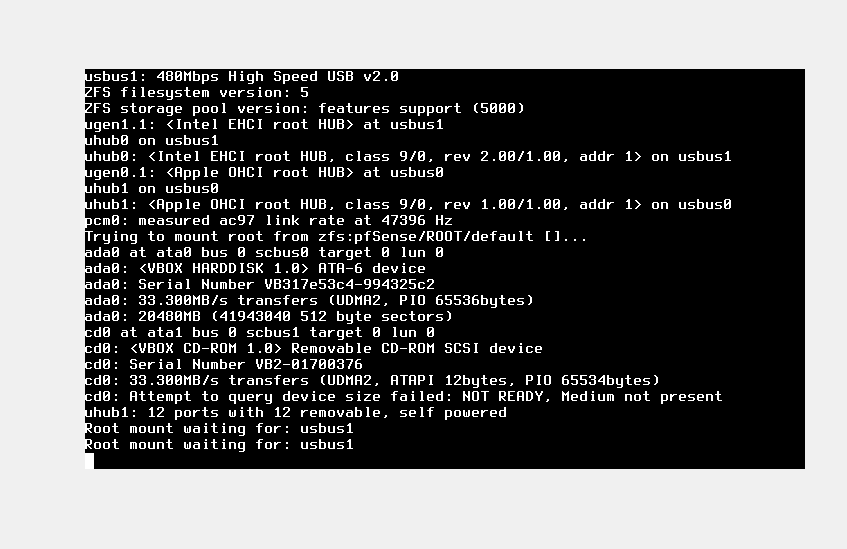 usbus1: 480Mbps High Speed USB v2.0
ZFS filesystem version: 5
ZFS storage pool version: features support (5000)
ugen1.1: <Intel EHCI root HUB> at usbus1
uhub0 on usbus1
uhub0: <Intel EHCI root HUB, class 9/0, rev 2.00/1.00, addr 1> on usbus1
ugen0.1: <Apple OHCI root HUB> at usbus0
uhub1 on usbus0
uhub1: <Apple OHCI root HUB, class 9/0, rev 1.00/1.00, addr 1> on usbus0
pcm0: measured ac97 link rate at 47396 Hz
Trying to mount root from zfs:pfSense/ROOT/default []...
ada0 at ata0 bus 0 scbus0 target 0 lun 0
ada0: <VBOX HARDDISK 1.0> ATA-6 device
ada0: Serial Number VB317e53c4-994325c2
ada0: 33.300MB/s transfers (UDMA2, PIO 65536bytes)
ada0: 20480MB (41943040 512 byte sectors)
cd0 at ata1 bus 0 scbus1 target 0 lun 0
cd0: <VBOX CD-ROM 1.0> Removable CD-ROM SCSI device
cd0: Serial Number VB2-01700376
cd0: 33.300MB/s transfers (UDMA2, ATAPI 12bytes, PIO 65534bytes)
cd0: Attempt to query device size failed: NOT READY, Medium not present
uhub1: 12 ports with 12 removable, self powered
Root mount waiting for: usbus1
Root mount waiting for: usbus1